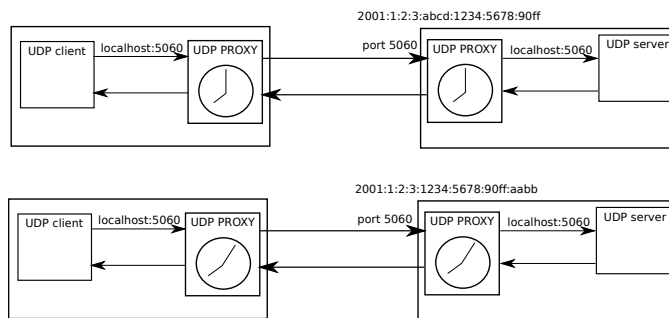 2001:1:2:3:abcd:1234:5678:90ff
UDP client
localhost:5060
UDP PROXY
port 5060
UDP PROXY
localhost:5060
UDP server
2001:1:2:3:1234:5678:90ff:aabb
UDP client
localhost:5060
UDP PROXY
port 5060
UDP PROXY
localhost:5060
UDP server